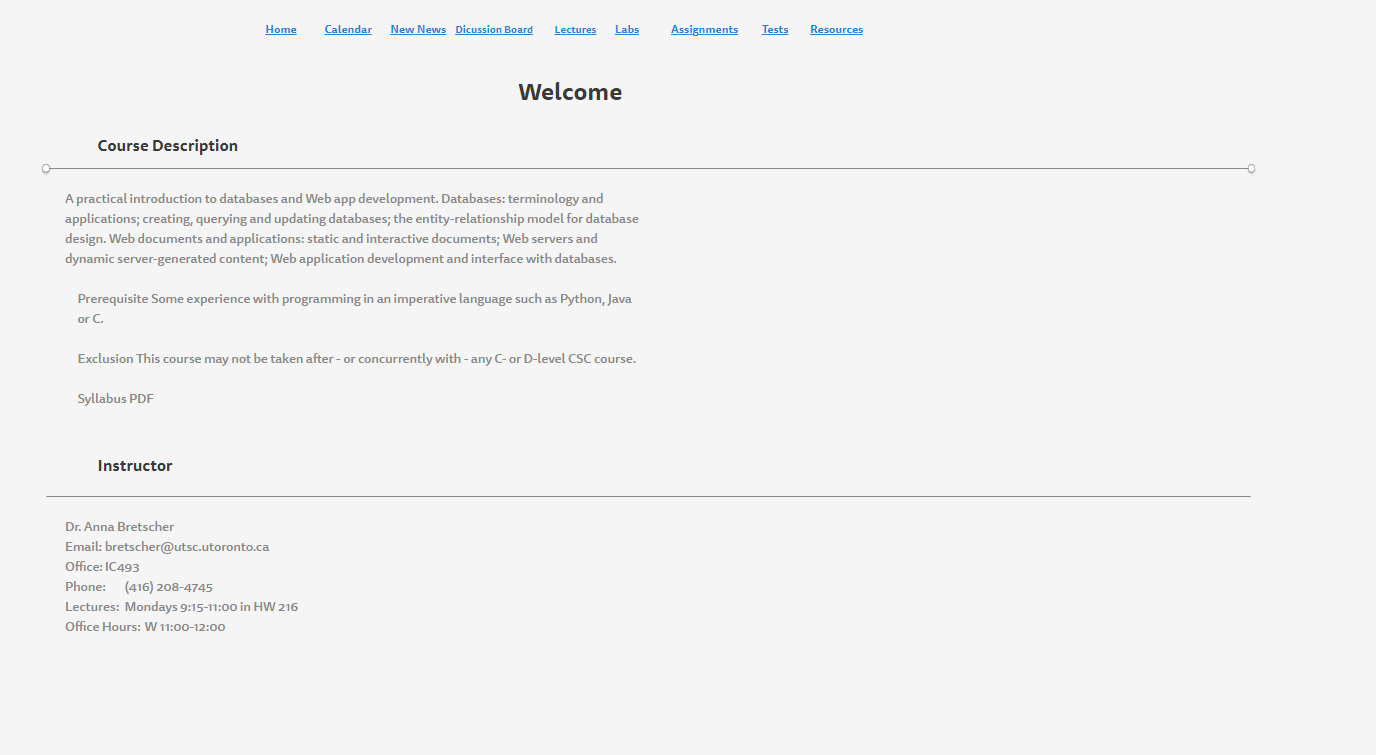 Home Calendar New News Dicussion Board Lectures Labs Assignments Tests Resources
Welcome
Course Description
A practical introduction to databases and Web app development. Databases: terminology and
applications; creating, querying and updating databases; the entity-relationship model for database
design. Web documents and applications: static and interactive documents; Web servers and
dynamic server-generated content; Web application development and interface with databases.
Prerequisite Some experience with programming in an imperative language such as Python, Java
or C.
Exclusion This course may not be taken after - or concurrently with - any C- or D-level CSC course.
Syllabus PDF
Instructor
Dr. Anna Bretscher
Email: bretscher@utsc.utoronto.ca
Office: IC493
Phone: (416) 208-4745
Lectures: Mondays 9:15-11:00 in HW 216
Office Hours: W 11:00-12:00